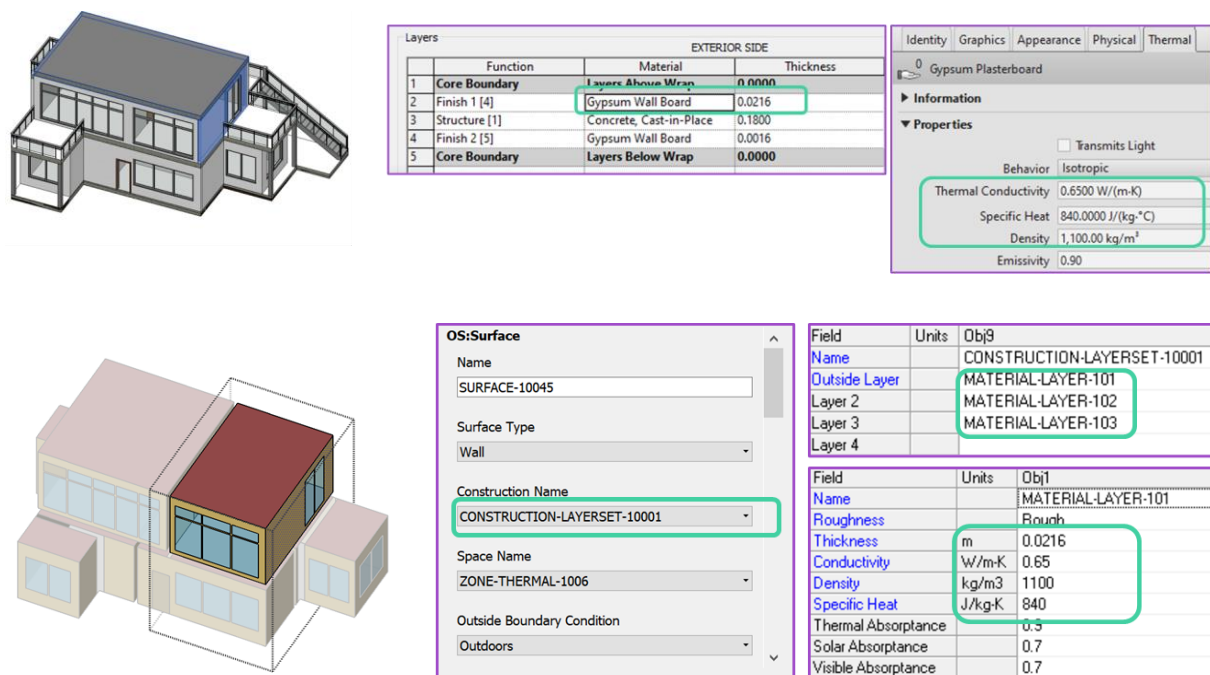 Layers
EXTERIOR SIDE
Function Material Thickness
1 Core Boundary Layers Above Wrap 0.0000
2 Finish 1 [4] Gypsum Wall Board 0.0216
3 Structure [1] Concrete, Cast-in-Place 0.1800
4 Finish 2 [5] Gypsum Wall Board 0.0016
5 Core Boundary Layers Below Wrap 0.0000
Identity Graphics Appearance Physical Thermal
0
Gypsum Plasterboard
Information
Properties
Transmits Light
Behavior Isotropic
Thermal Conductivity 0.6500 W/(m·K)
Specific Heat 840.0000 J/(kg·°C)
Density 1,100.00 kg/m³
Emissivity 0.90
OS:Surface
Name
SURFACE-10045
Surface Type
Wall
Construction Name
CONSTRUCTION-LAYERSET-10001
Space Name
ZONE-THERMAL-1006
Outside Boundary Condition
Outdoors
Field Units Obj9
Name CONSTRUCTION-LAYERSET-10001
Outside Layer MATERIAL-LAYER-101
Layer 2 MATERIAL-LAYER-102
Layer 3 MATERIAL-LAYER-103
Layer 4
Field Units Obj1
Name MATERIAL-LAYER-101
Roughness Rough
Thickness m 0.0216
Conductivity W/m-K 0.65
Density kg/m3 1100
Specific Heat J/kg-K 840
Thermal Absorptance 0.9
Solar Absorptance 0.7
Visible Absorptance 0.7